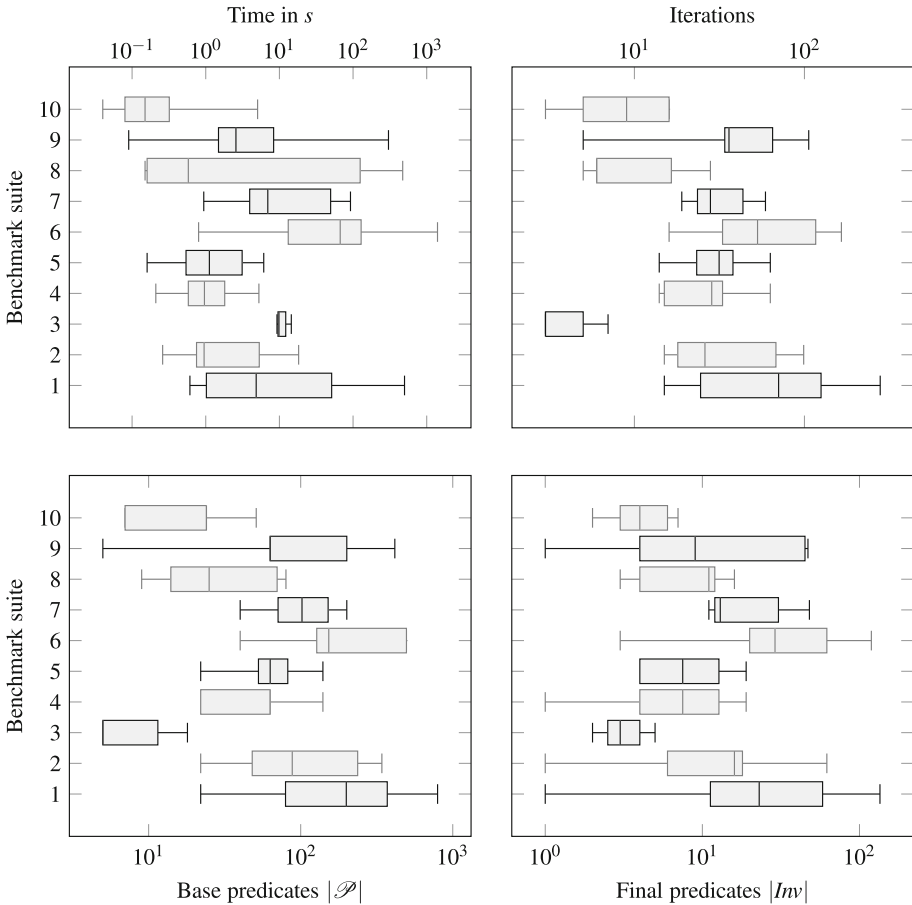 Time in s
Iterations
10⁻¹ 10⁰ 10¹ 10² 10³
10¹ 10²
Benchmark suite
10
9
8
7
6
5
4
3
2
1
Benchmark suite
10
9
8
7
6
5
4
3
2
1
10¹ 10² 10³
10⁰ 10¹ 10²
Base predicates |𝒫|
Final predicates |Inv|